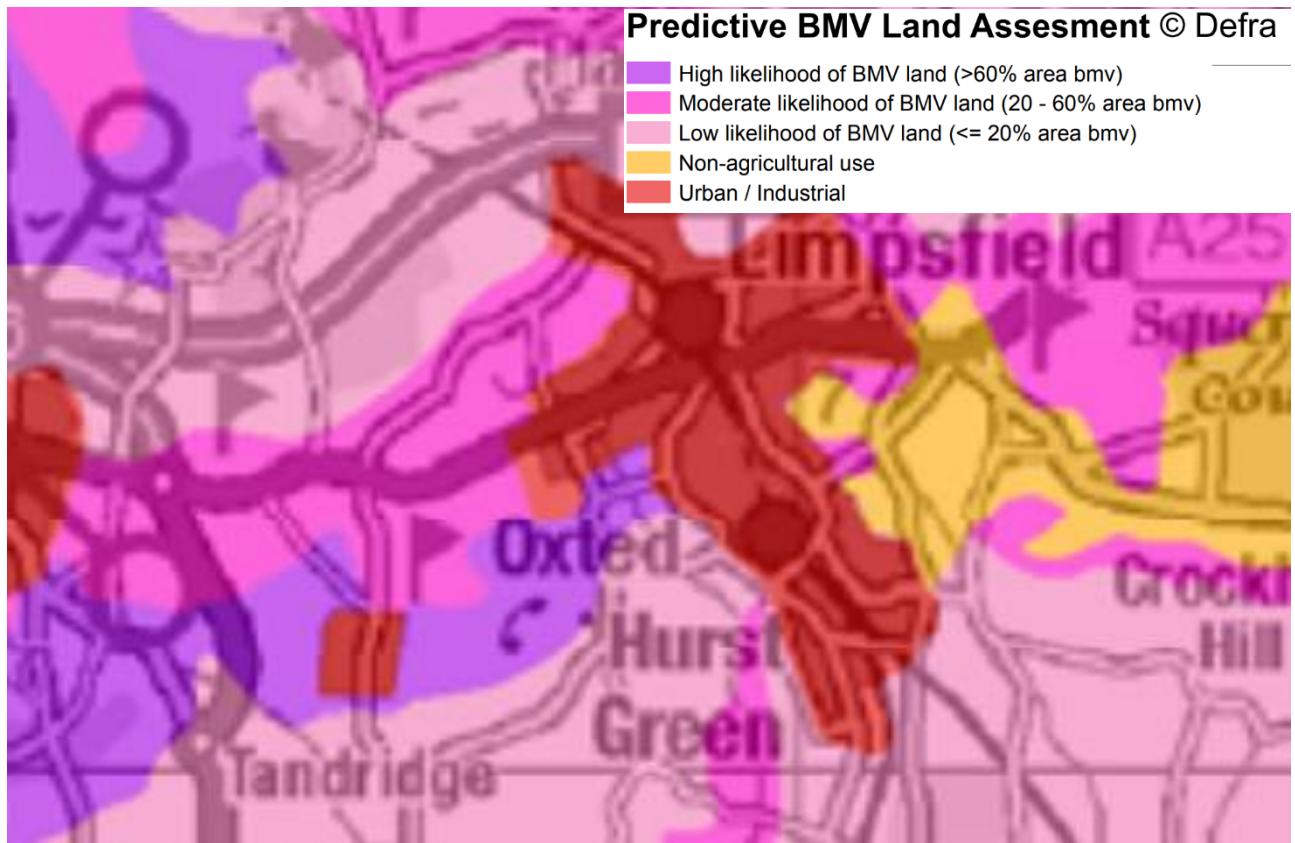 Predictive BMV Land Assesment © Defra
High likelihood of BMV land (>60% area bmv)
Moderate likelihood of BMV land (20 - 60% area bmv)
Low likelihood of BMV land (<= 20% area bmv)
Non-agricultural use
Urban / Industrial
Limpsfield
A25
Oxted
Hurst
Green
Hill
Tandridge